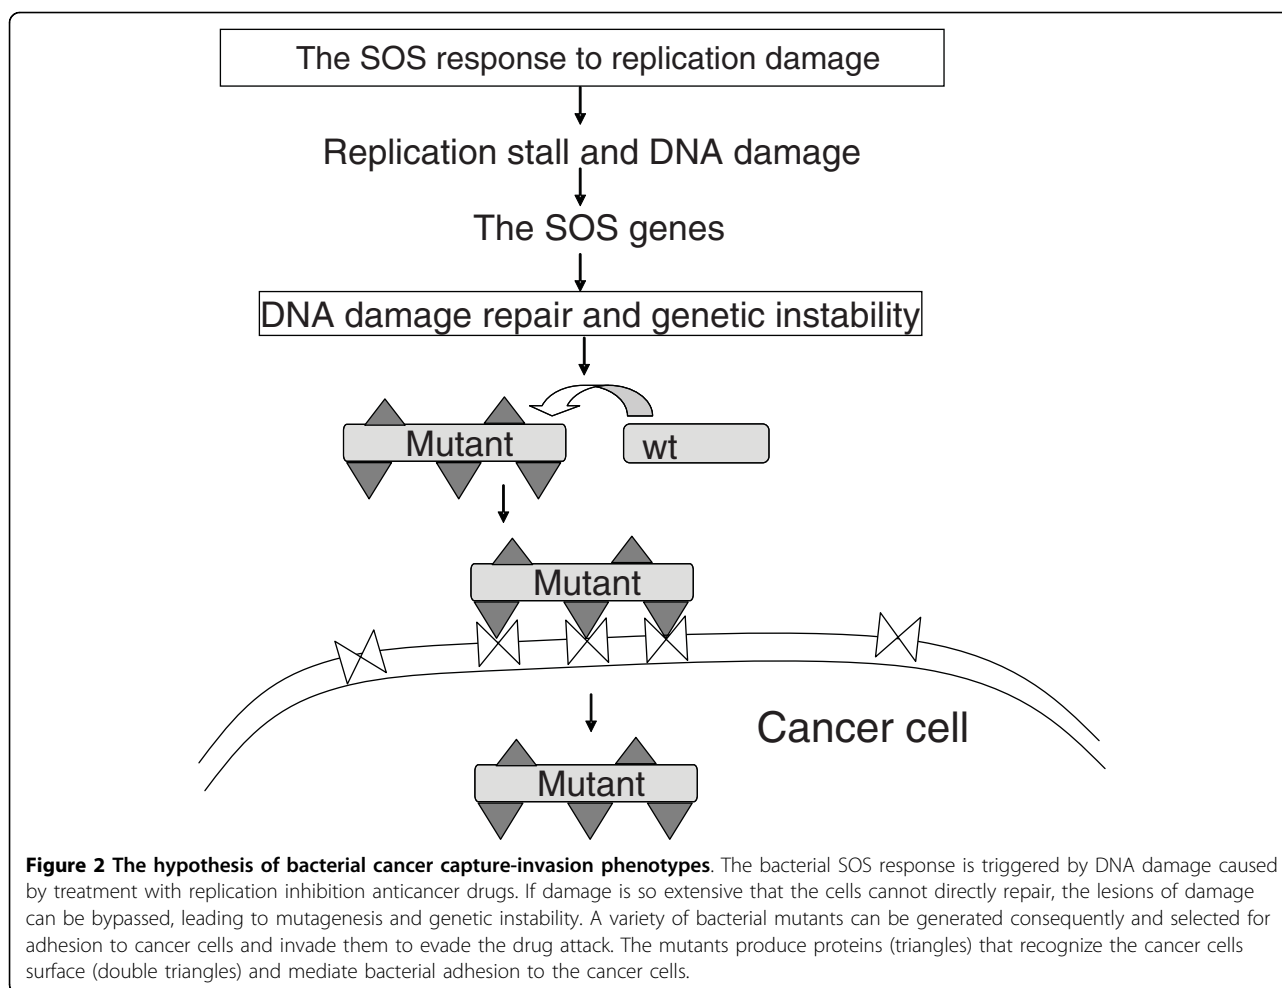 The SOS response to replication damage
Replication stall and DNA damage
The SOS genes
DNA damage repair and genetic instability
Mutant
wt
Mutant
Cancer cell
Mutant
Figure 2 The hypothesis of bacterial cancer capture-invasion phenotypes. The bacterial SOS response is triggered by DNA damage caused
by treatment with replication inhibition anticancer drugs. If damage is so extensive that the cells cannot directly repair, the lesions of damage
can be bypassed, leading to mutagenesis and genetic instability. A variety of bacterial mutants can be generated consequently and selected for
adhesion to cancer cells and invade them to evade the drug attack. The mutants produce proteins (triangles) that recognize the cancer cells
surface (double triangles) and mediate bacterial adhesion to the cancer cells.